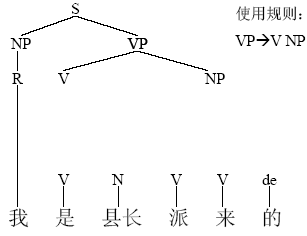 S
使用规则：
NP VP
VP→V NP
R V NP
V N V V de
我 是 县长 派 来 的